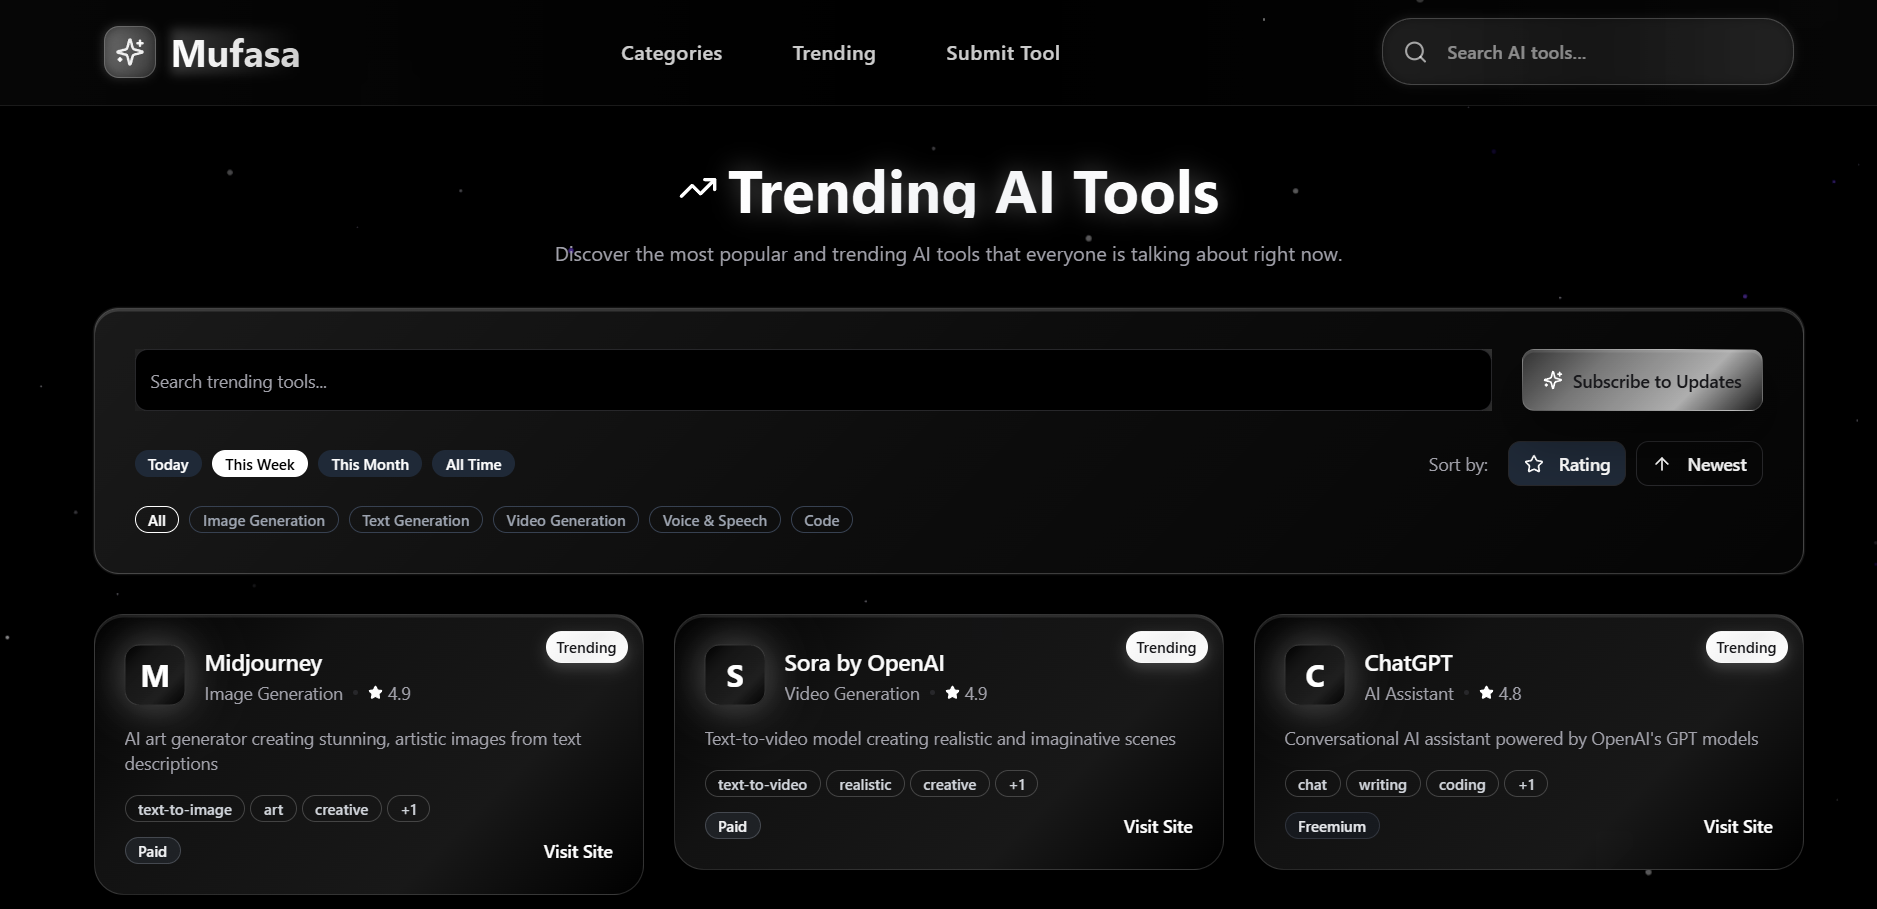 Mufasa
Categories
Trending
Submit Tool
Search AI tools...
Trending AI Tools
Discover the most popular and trending AI tools that everyone is talking about right now.
Search trending tools...
Subscribe to Updates
Today
This Week
This Month
All Time
Sort by:
Rating
Newest
All
Image Generation
Text Generation
Video Generation
Voice & Speech
Code
Trending
M
Midjourney
Image Generation • 4.9
AI art generator creating stunning, artistic images from text
descriptions
text-to-image
art
creative
+1
Paid
Visit Site
Trending
S
Sora by OpenAI
Video Generation • 4.9
Text-to-video model creating realistic and imaginative scenes
text-to-video
realistic
creative
+1
Paid
Visit Site
Trending
C
ChatGPT
AI Assistant • 4.8
Conversational AI assistant powered by OpenAI's GPT models
chat
writing
coding
+1
Freemium
Visit Site